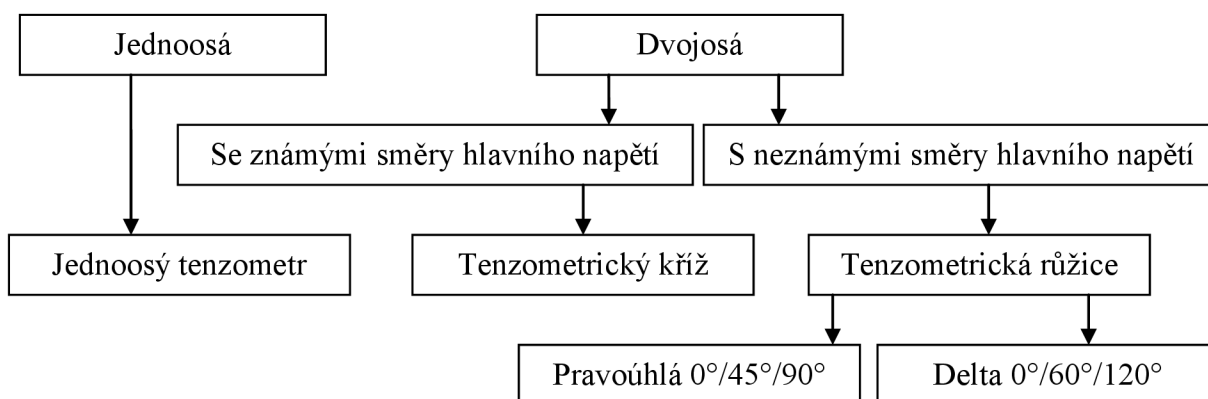 Jednoosá
Dvojosá
Se známými směry hlavního napětí
S neznámými směry hlavního napětí
Jednoosý tenzometr
Tenzometrický kříž
Tenzometrická růžice
Pravoúhlá 0°/45°/90°
Delta 0°/60°/120°